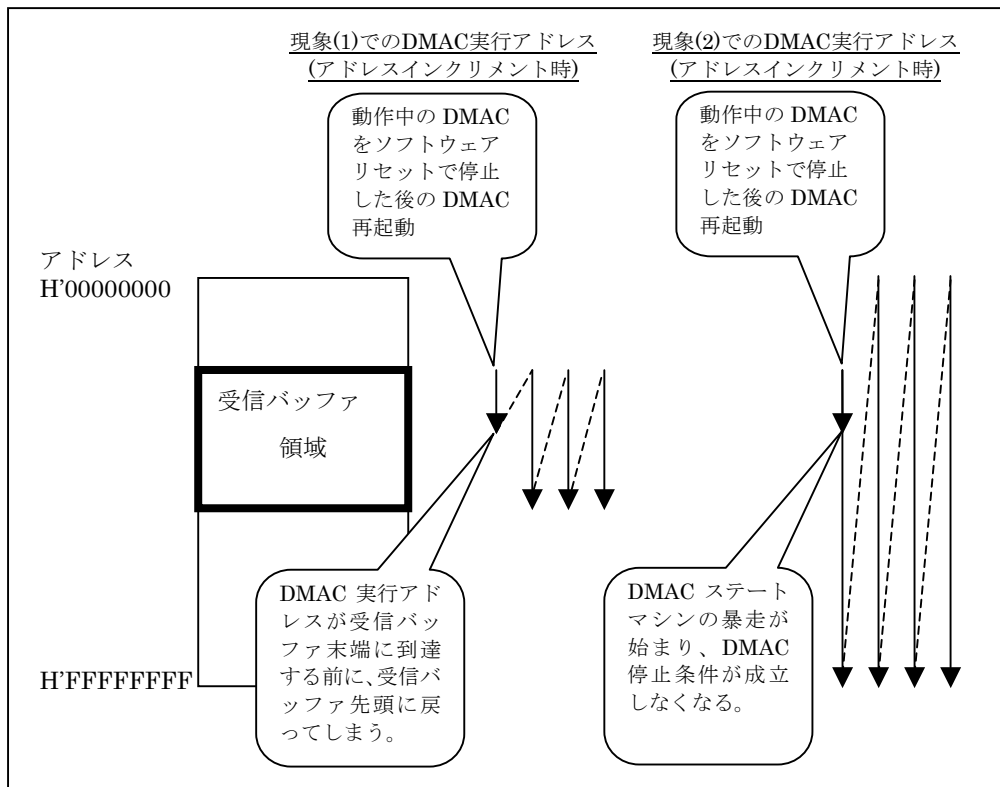 現象(1)でのDMAC実行アドレス
(アドレスインクリメント時)
現象(2)でのDMAC実行アドレス
(アドレスインクリメント時)
動作中の DMAC
をソフトウェア
リセットで停止
した後の DMAC
再起動
動作中の DMAC
をソフトウェア
リセットで停止
した後の DMAC
再起動
アドレス
H'00000000
受信バッファ
領域
H'FFFFFFFF
DMAC 実行アド
レスが受信バッ
ファ末端に到達
する前に、受信バ
ッファ先頭に戻
ってしまう。
DMAC ステート
マシンの暴走が
始まり、DMAC
停止条件が成立
しなくなる。